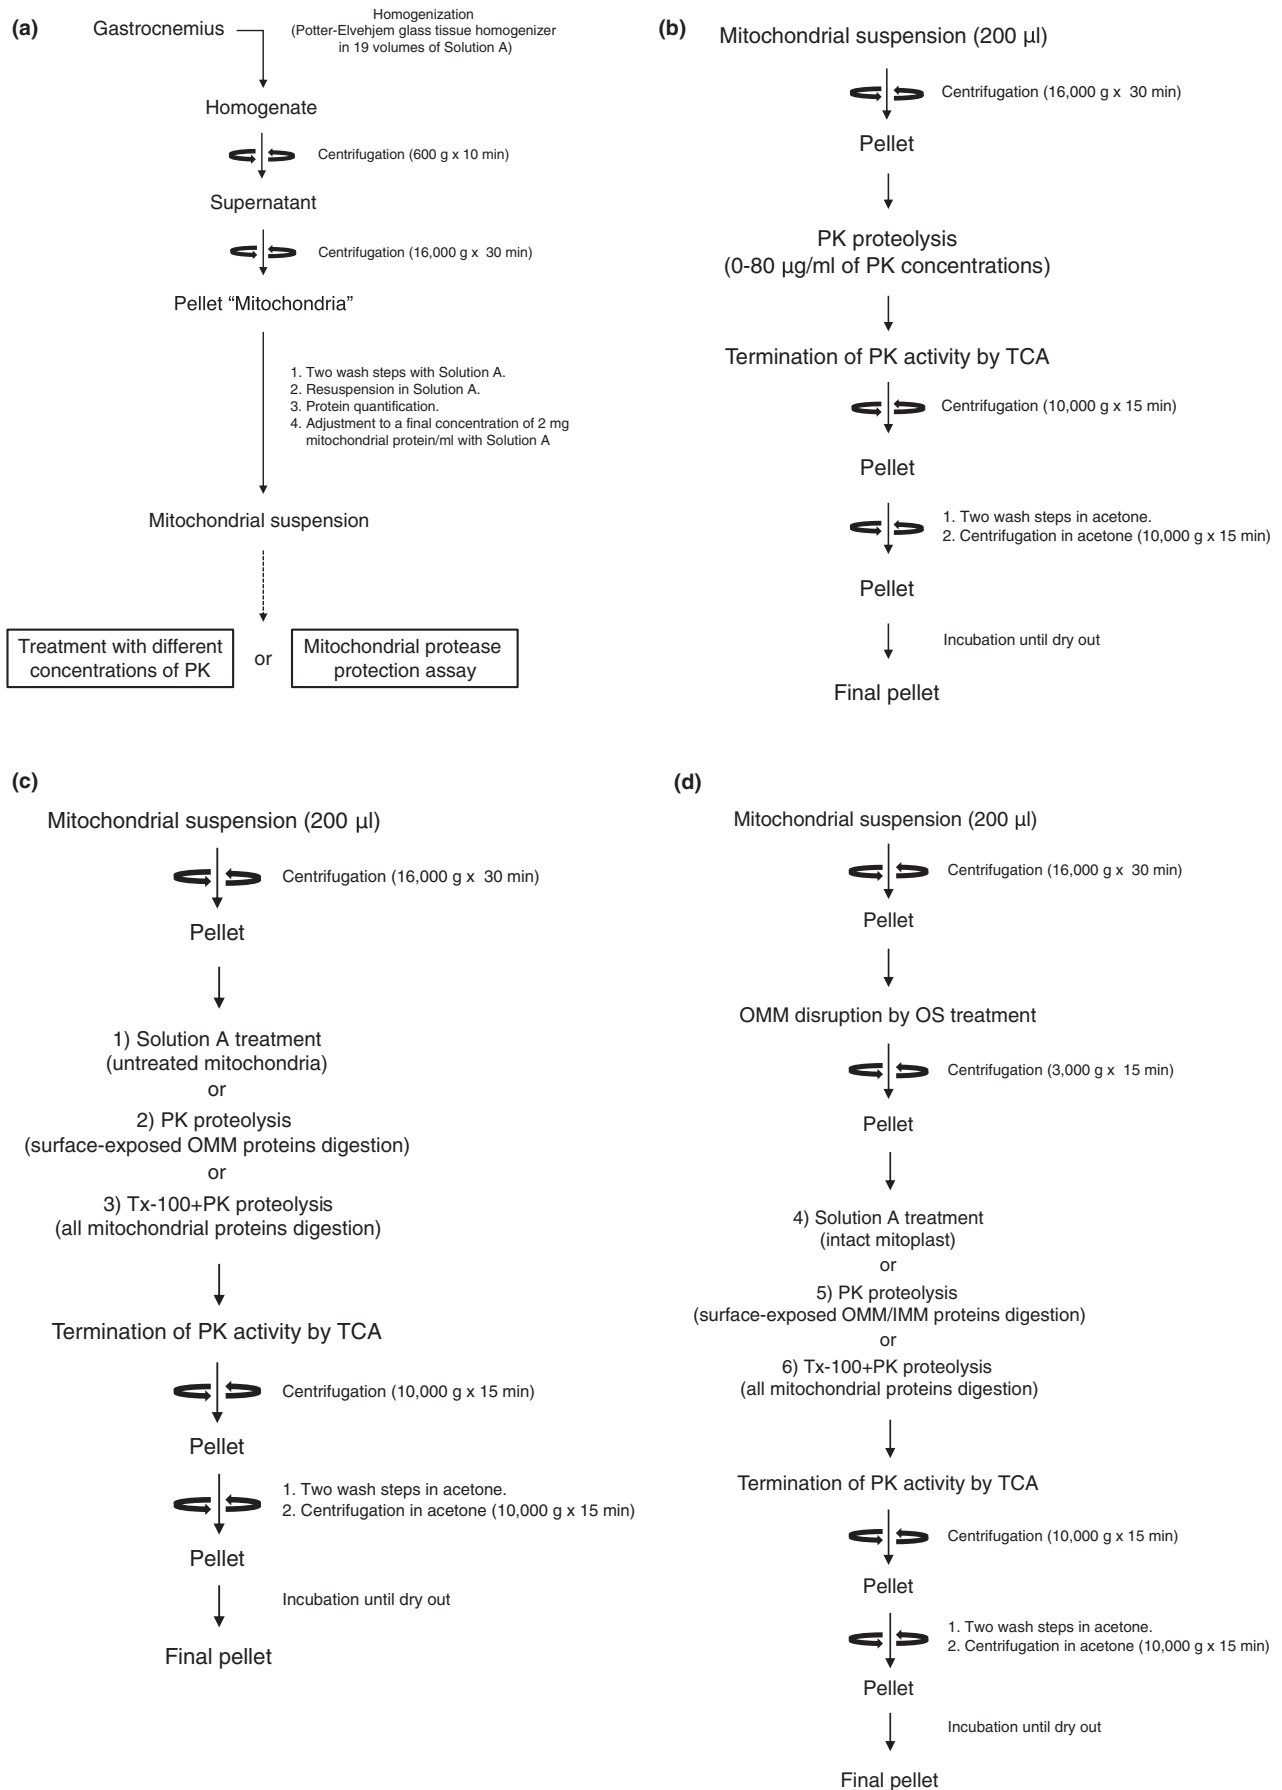 (a)
Gastrocnemius
Homogenization
(Potter-Elvehjem glass tissue homogenizer
in 19 volumes of Solution A)
Homogenate
Centrifugation (600 g x 10 min)
Supernatant
Centrifugation (16,000 g x 30 min)
Pellet “Mitochondria”
1. Two wash steps with Solution A.
2. Resuspension in Solution A.
3. Protein quantification.
4. Adjustment to a final concentration of 2 mg
mitochondrial protein/ml with Solution A
Mitochondrial suspension
Treatment with different
concentrations of PK
or
Mitochondrial protease
protection assay
(b)
Mitochondrial suspension (200 µl)
Centrifugation (16,000 g x 30 min)
Pellet
PK proteolysis
(0-80 µg/ml of PK concentrations)
Termination of PK activity by TCA
Centrifugation (10,000 g x 15 min)
Pellet
1. Two wash steps in acetone.
2. Centrifugation in acetone (10,000 g x 15 min)
Pellet
Incubation until dry out
Final pellet
(c)
Mitochondrial suspension (200 µl)
Centrifugation (16,000 g x 30 min)
Pellet
1) Solution A treatment
(untreated mitochondria)
or
2) PK proteolysis
(surface-exposed OMM proteins digestion)
or
3) Tx-100+PK proteolysis
(all mitochondrial proteins digestion)
Termination of PK activity by TCA
Centrifugation (10,000 g x 15 min)
Pellet
1. Two wash steps in acetone.
2. Centrifugation in acetone (10,000 g x 15 min)
Pellet
Incubation until dry out
Final pellet
(d)
Mitochondrial suspension (200 µl)
Centrifugation (16,000 g x 30 min)
Pellet
OMM disruption by OS treatment
Centrifugation (3,000 g x 15 min)
Pellet
4) Solution A treatment
(intact mitoplast)
or
5) PK proteolysis
(surface-exposed OMM/IMM proteins digestion)
or
6) Tx-100+PK proteolysis
(all mitochondrial proteins digestion)
Termination of PK activity by TCA
Centrifugation (10,000 g x 15 min)
Pellet
1. Two wash steps in acetone.
2. Centrifugation in acetone (10,000 g x 15 min)
Pellet
Incubation until dry out
Final pellet